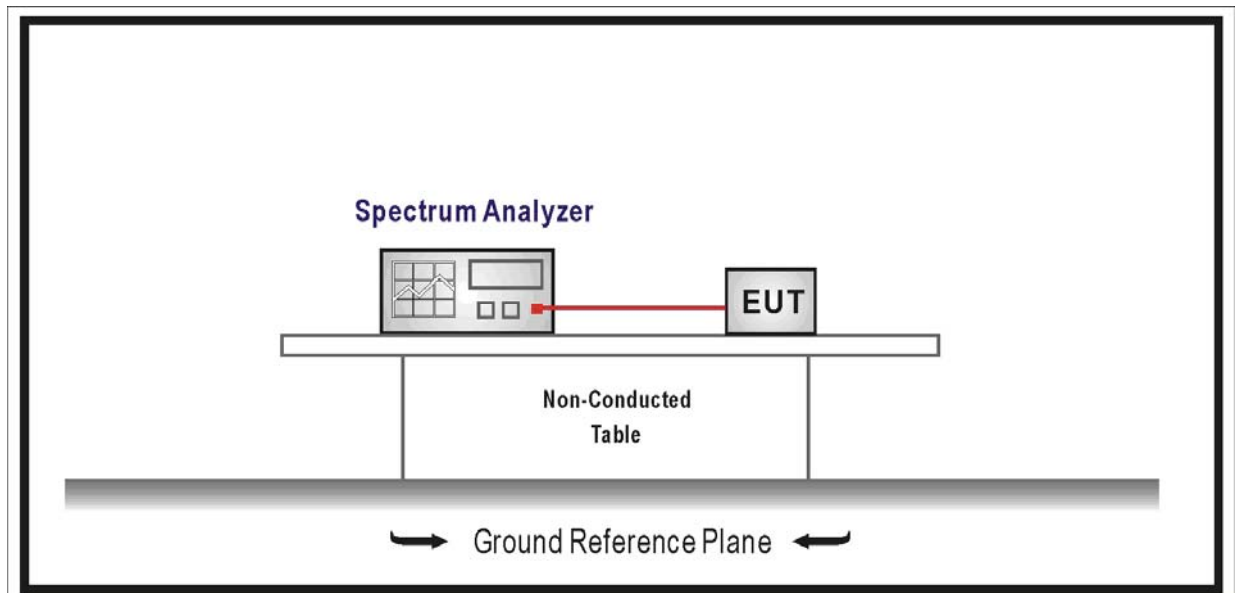 Spectrum Analyzer
EUT
Non-Conducted
Table
Ground Reference Plane